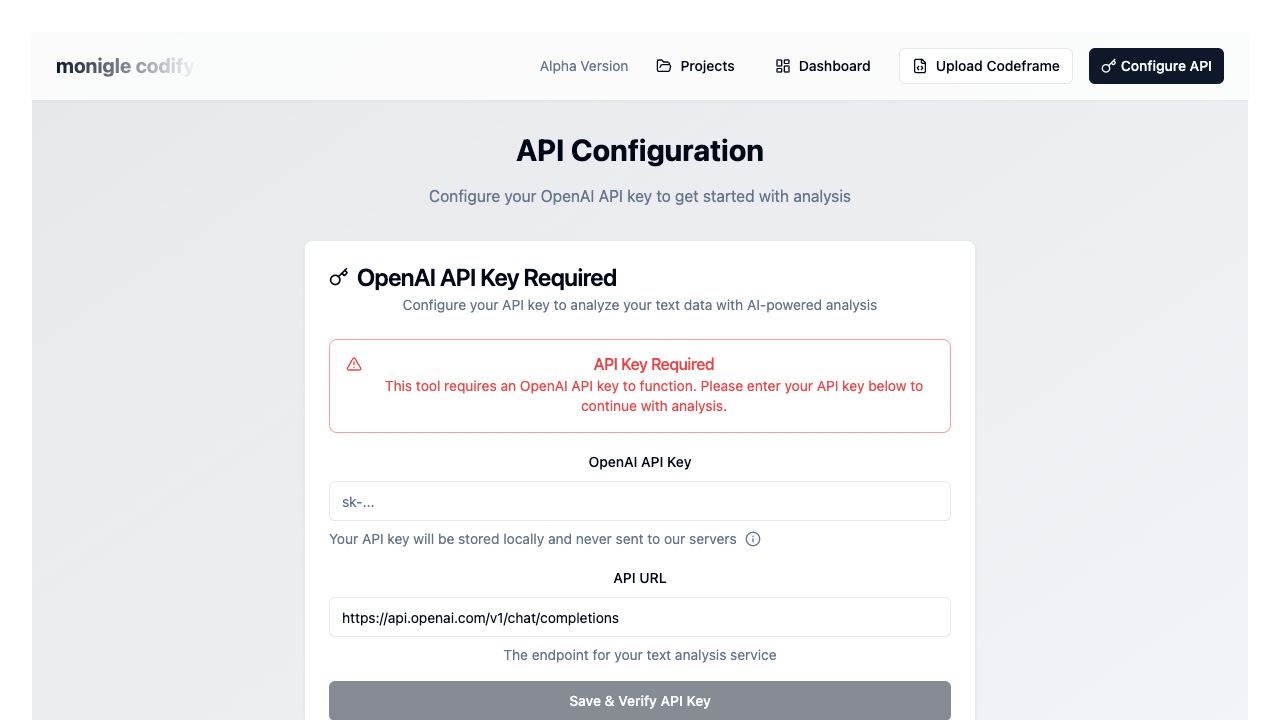 monigle codify
Alpha Version
Projects
Dashboard
Upload Codeframe
Configure API
API Configuration
Configure your OpenAI API key to get started with analysis
OpenAI API Key Required
Configure your API key to analyze your text data with AI-powered analysis
API Key Required
This tool requires an OpenAI API key to function. Please enter your API key below to
continue with analysis.
OpenAI API Key
sk-...
Your API key will be stored locally and never sent to our servers
API URL
https://api.openai.com/v1/chat/completions
The endpoint for your text analysis service
Save & Verify API Key